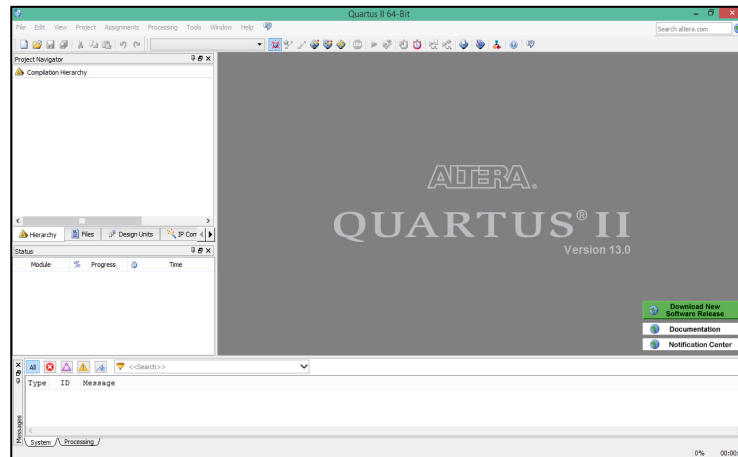 Quartus II 64-Bit
File Edit View Project Assignments Processing Tools Window Help
Search altera.com
Project Navigator
Compilation Hierarchy
Hierarchy Files Design Units IP Com
Status
Module % Progress Time
ALTERA®
QUARTUS® II
Version 13.0
Download New
Software Release
Documentation
Notification Center
All <<Search>>
Type ID Message
Messages
System Processing
0% 00:00: